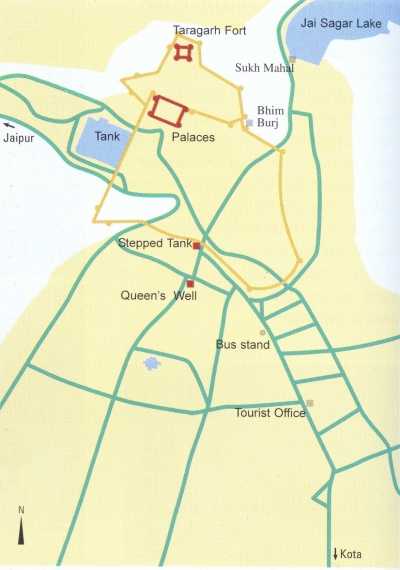 Taragarh Fort
Jai Sagar Lake
Sukh Mahal
Bhim
Burj
Jaipur
Tank
Palaces
Stepped Tank
Queen's Well
Bus stand
Tourist Office
N
Kota